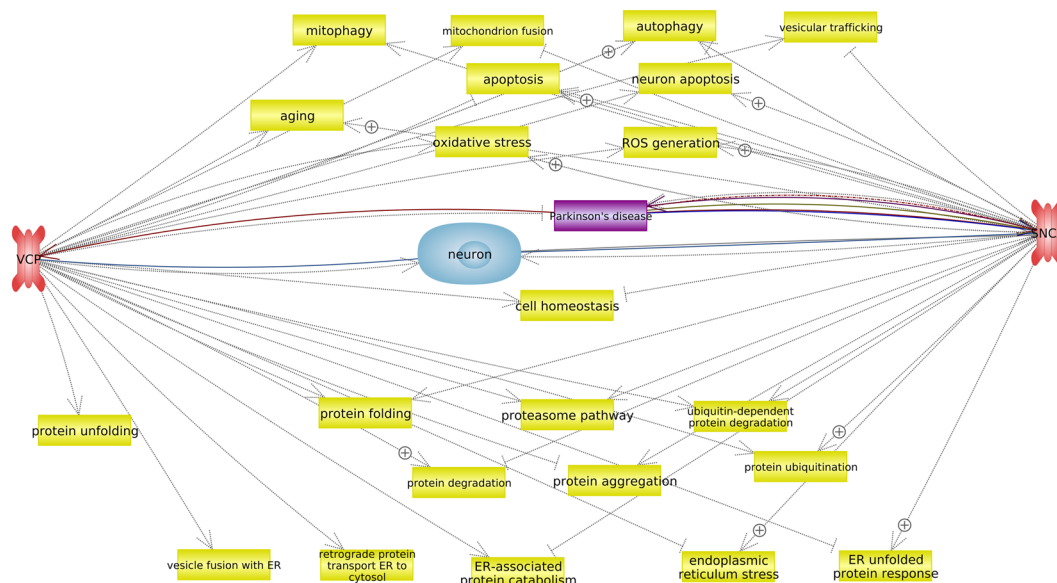 mitophagy
mitochondrion fusion
autophagy
vesicular trafficking
apoptosis
neuron apoptosis
aging
oxidative stress
ROS generation
Parkinson's disease
VCP
neuron
SNC
cell homeostasis
protein folding
proteasome pathway
ubiquitin-dependent
protein degradation
protein unfolding
protein degradation
protein aggregation
protein ubiquitination
vesicle fusion with ER
retrograde protein
transport ER to
cytosol
ER-associated
protein catabolism
endoplasmic
reticulum stress
ER unfolded
protein response